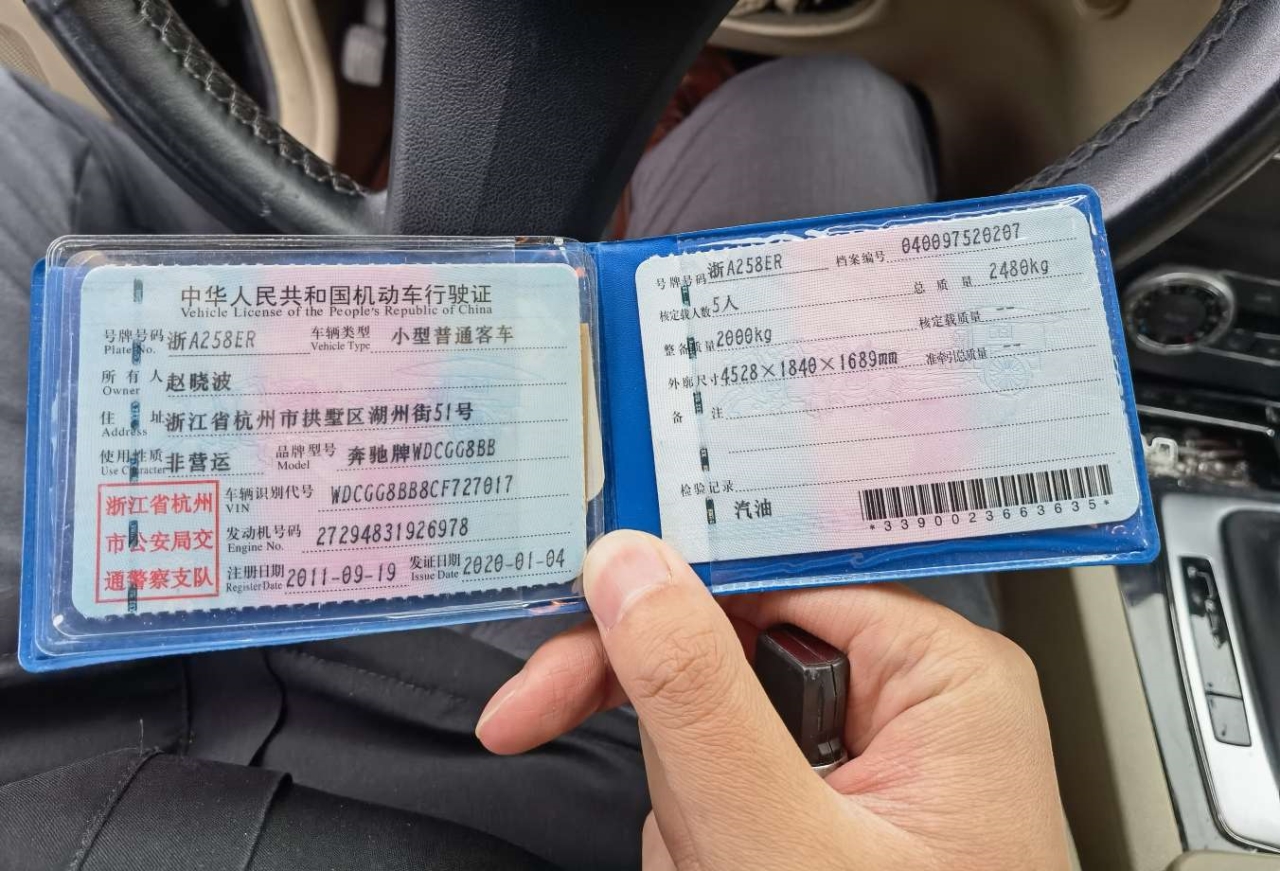 中华人民共和国机动车行驶证
Vehicle License of the People's Republic of China
号牌号码 浙A258ER 车辆类型 小型普通客车
Plate No. Vehicle Type
所有人 赵晓波
Owner
住址 浙江省杭州市拱墅区湖州街51号
Address
使用性质 非营运 品牌型号 奔驰牌WDCGG8BB
Use Character Model
浙江省杭州
市公安局交
通警察支队
车辆识别代号 WDCGG8BB8CF727017
VIN
发动机号码 27294831926978
Engine No.
注册日期 2011-09-19 发证日期 2020-01-04
Register Date Issue Date
号牌号码 浙A258ER 档案编号 040097520207
核定载人数 5人 总质量 2480kg
整备质量 2000kg 核定载质量 --
外廓尺寸 4528×1840×1689mm 准牵引总质量 --
备注
检验记录
汽油
*3390023663635*